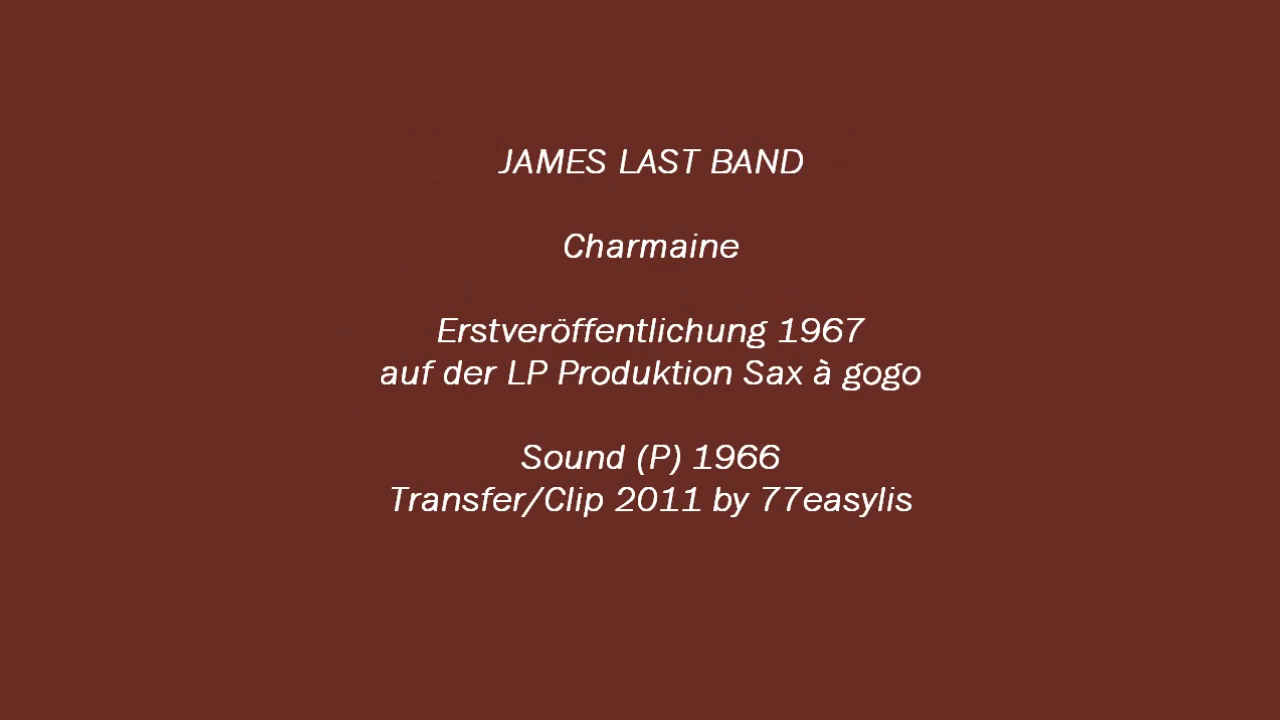 JAMES LAST BAND
Charmaine
Erstveröffentlichung 1967
auf der LP Produktion Sax à gogo
Sound (P) 1966
Transfer/Clip 2011 by 77easylis